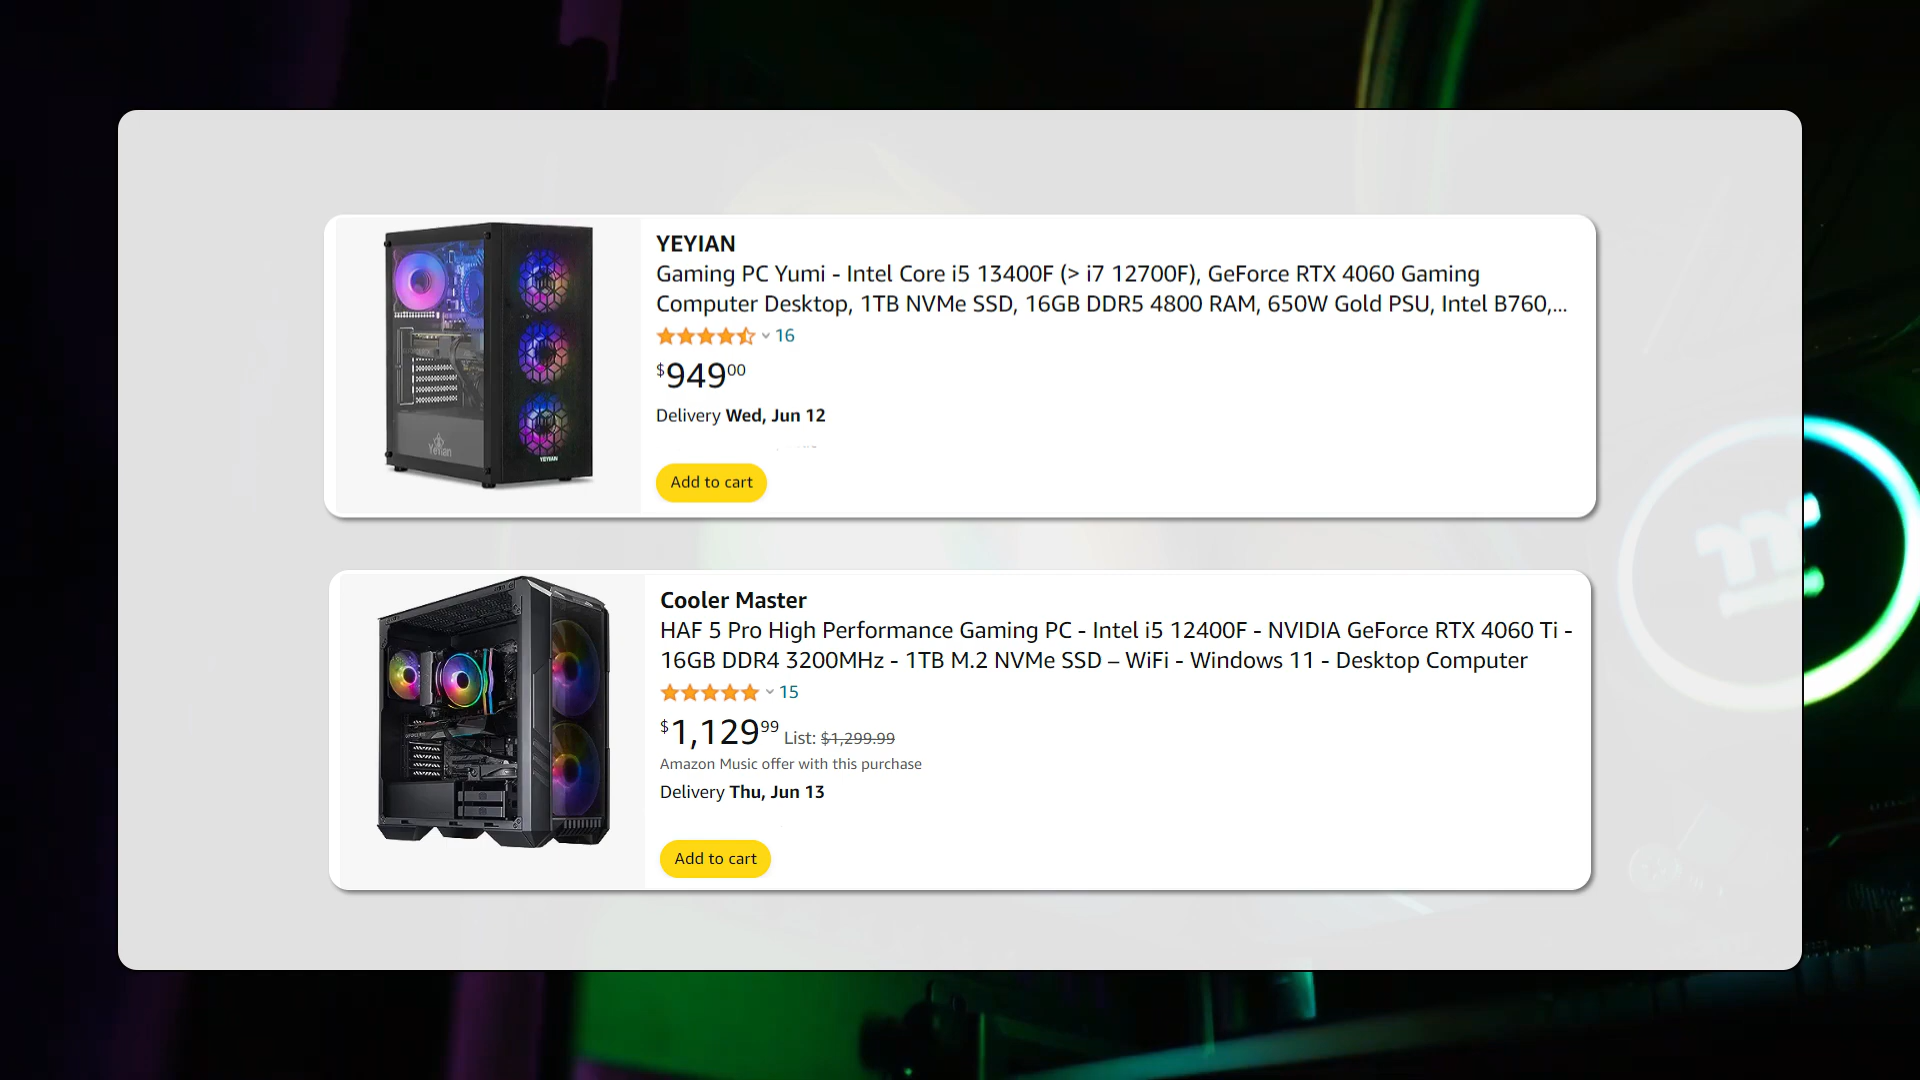 YEYIAN
Gaming PC Yumi - Intel Core i5 13400F (> i7 12700F), GeForce RTX 4060 Gaming
Computer Desktop, 1TB NVMe SSD, 16GB DDR5 4800 RAM, 650W Gold PSU, Intel B760,...
16
$94900
Delivery Wed, Jun 12
Add to cart
Yeyian
YEYIAN
Cooler Master
HAF 5 Pro High Performance Gaming PC - Intel i5 12400F - NVIDIA GeForce RTX 4060 Ti -
16GB DDR4 3200MHz - 1TB M.2 NVMe SSD – WiFi - Windows 11 - Desktop Computer
15
$1,12999 List: $1,299.99
Amazon Music offer with this purchase
Delivery Thu, Jun 13
Add to cart